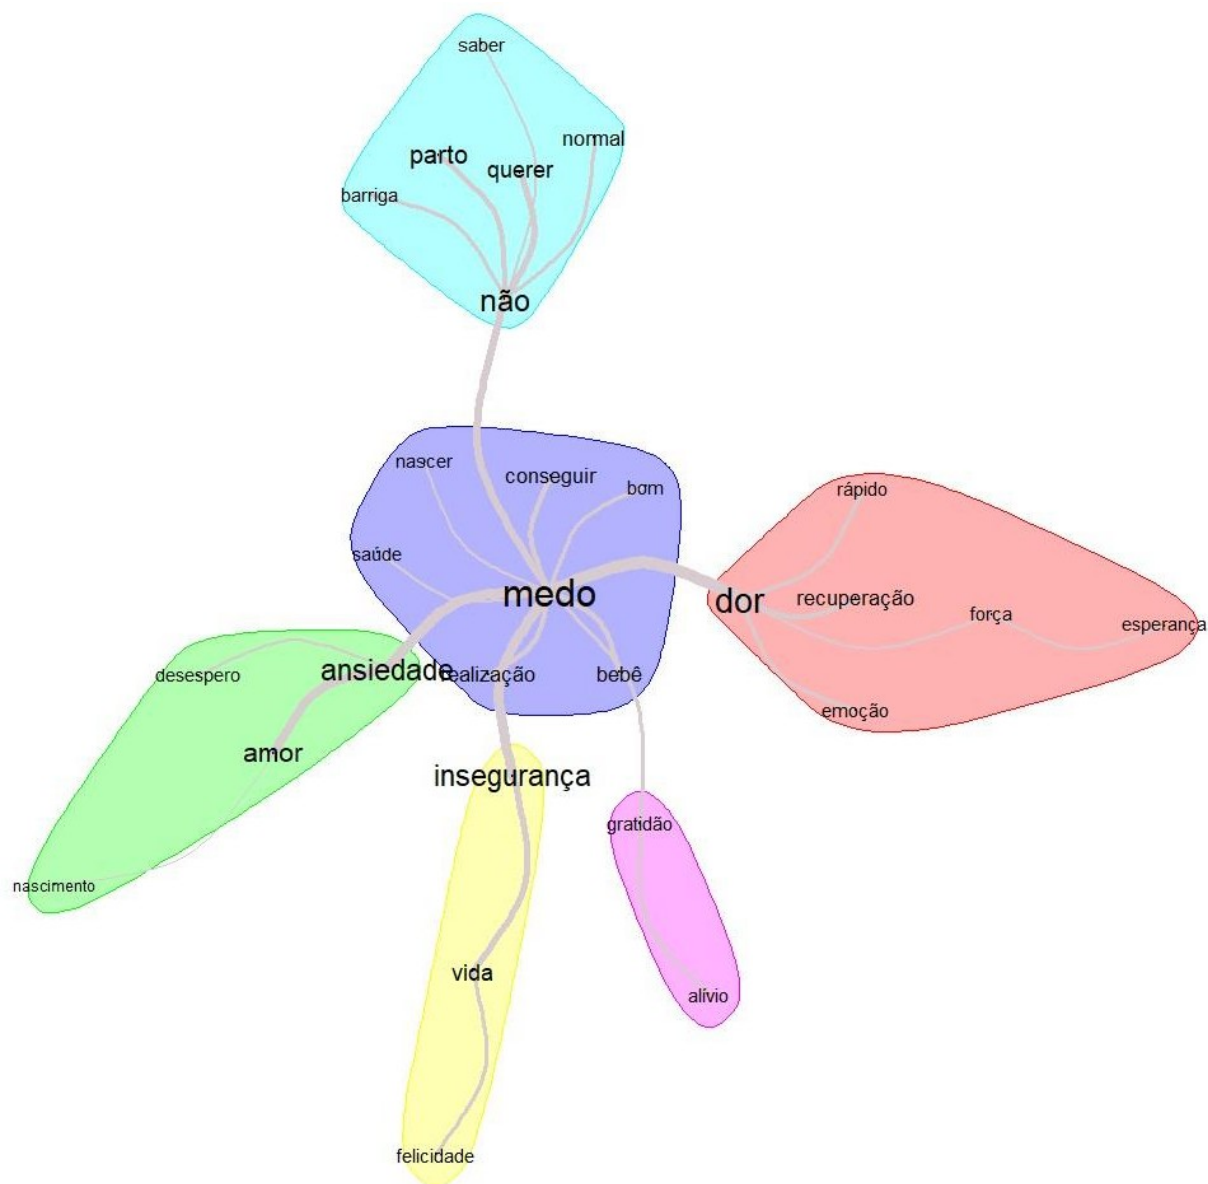 saber
normal
parto
querer
barriga
não
nascer
conseguir
bom
rápido
saúde
medo
dor
recuperação
força
esperança
ansiedade
realização
bebê
desespero
emoção
amor
insegurança
gratidão
nascimento
vida
alívio
felicidade